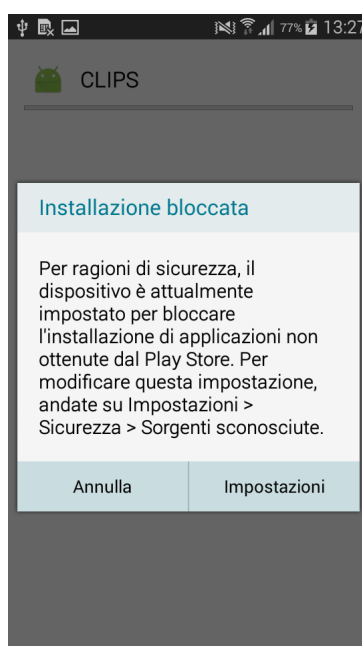 77% 13:27
CLIPS
Installazione bloccata
Per ragioni di sicurezza, il
dispositivo è attualmente
impostato per bloccare
l'installazione di applicazioni non
ottenute dal Play Store. Per
modificare questa impostazione,
andate su Impostazioni >
Sicurezza > Sorgenti sconosciute.
Annulla Impostazioni